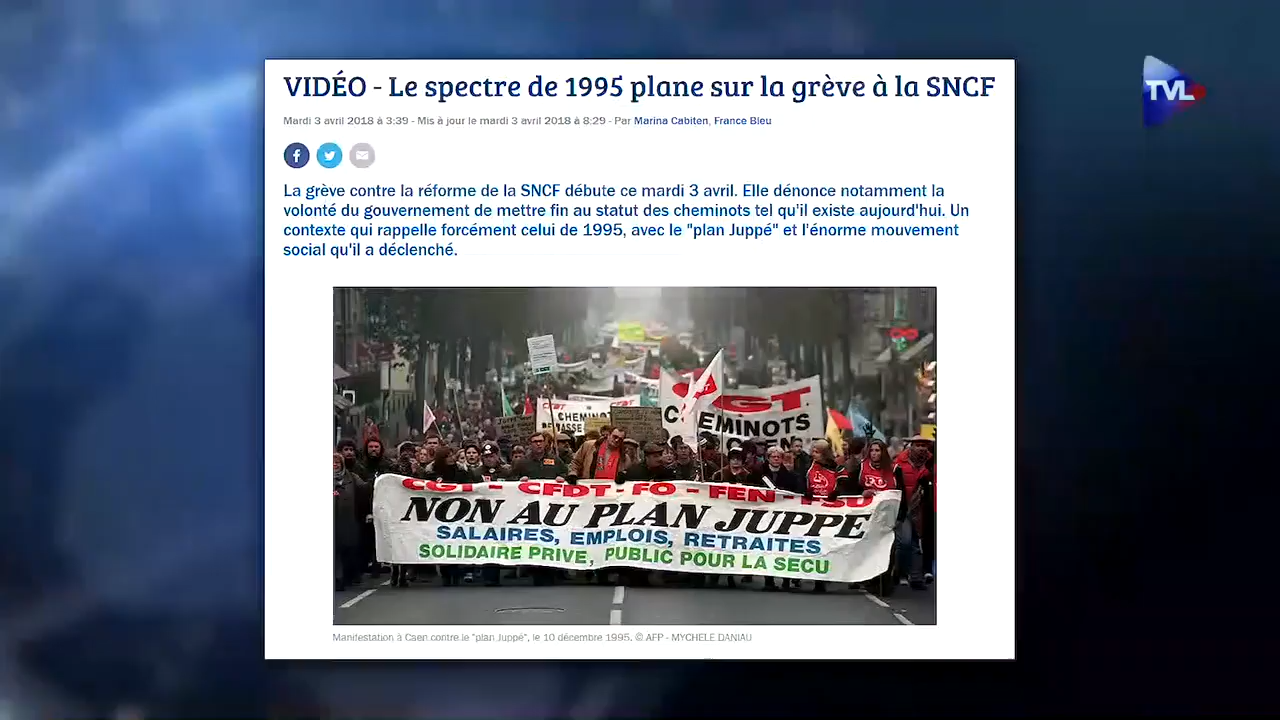 VIDÉO - Le spectre de 1995 plane sur la grève à la SNCF
TVL
Mardi 3 avril 2018 à 3:39 - Mis à jour le mardi 3 avril 2018 à 8:29 - Par Marina Cabiten, France Bleu
La grève contre la réforme de la SNCF débute ce mardi 3 avril. Elle dénonce notamment la
volonté du gouvernement de mettre fin au statut des cheminots tel qu'il existe aujourd'hui. Un
contexte qui rappelle forcément celui de 1995, avec le "plan Juppé" et l'énorme mouvement
social qu'il a déclenché.
CFDT
CHEMINOTS
CGT
CHEMINOTS
CGT - CFDT - FO - FEN - FSU
NON AU PLAN JUPPE
SALAIRES, EMPLOIS, RETRAITES
SOLIDAIRE PRIVE, PUBLIC POUR LA SECU
Manifestation à Caen contre le "plan Juppé", le 10 décembre 1995. © AFP - MYCHELE DANIAU